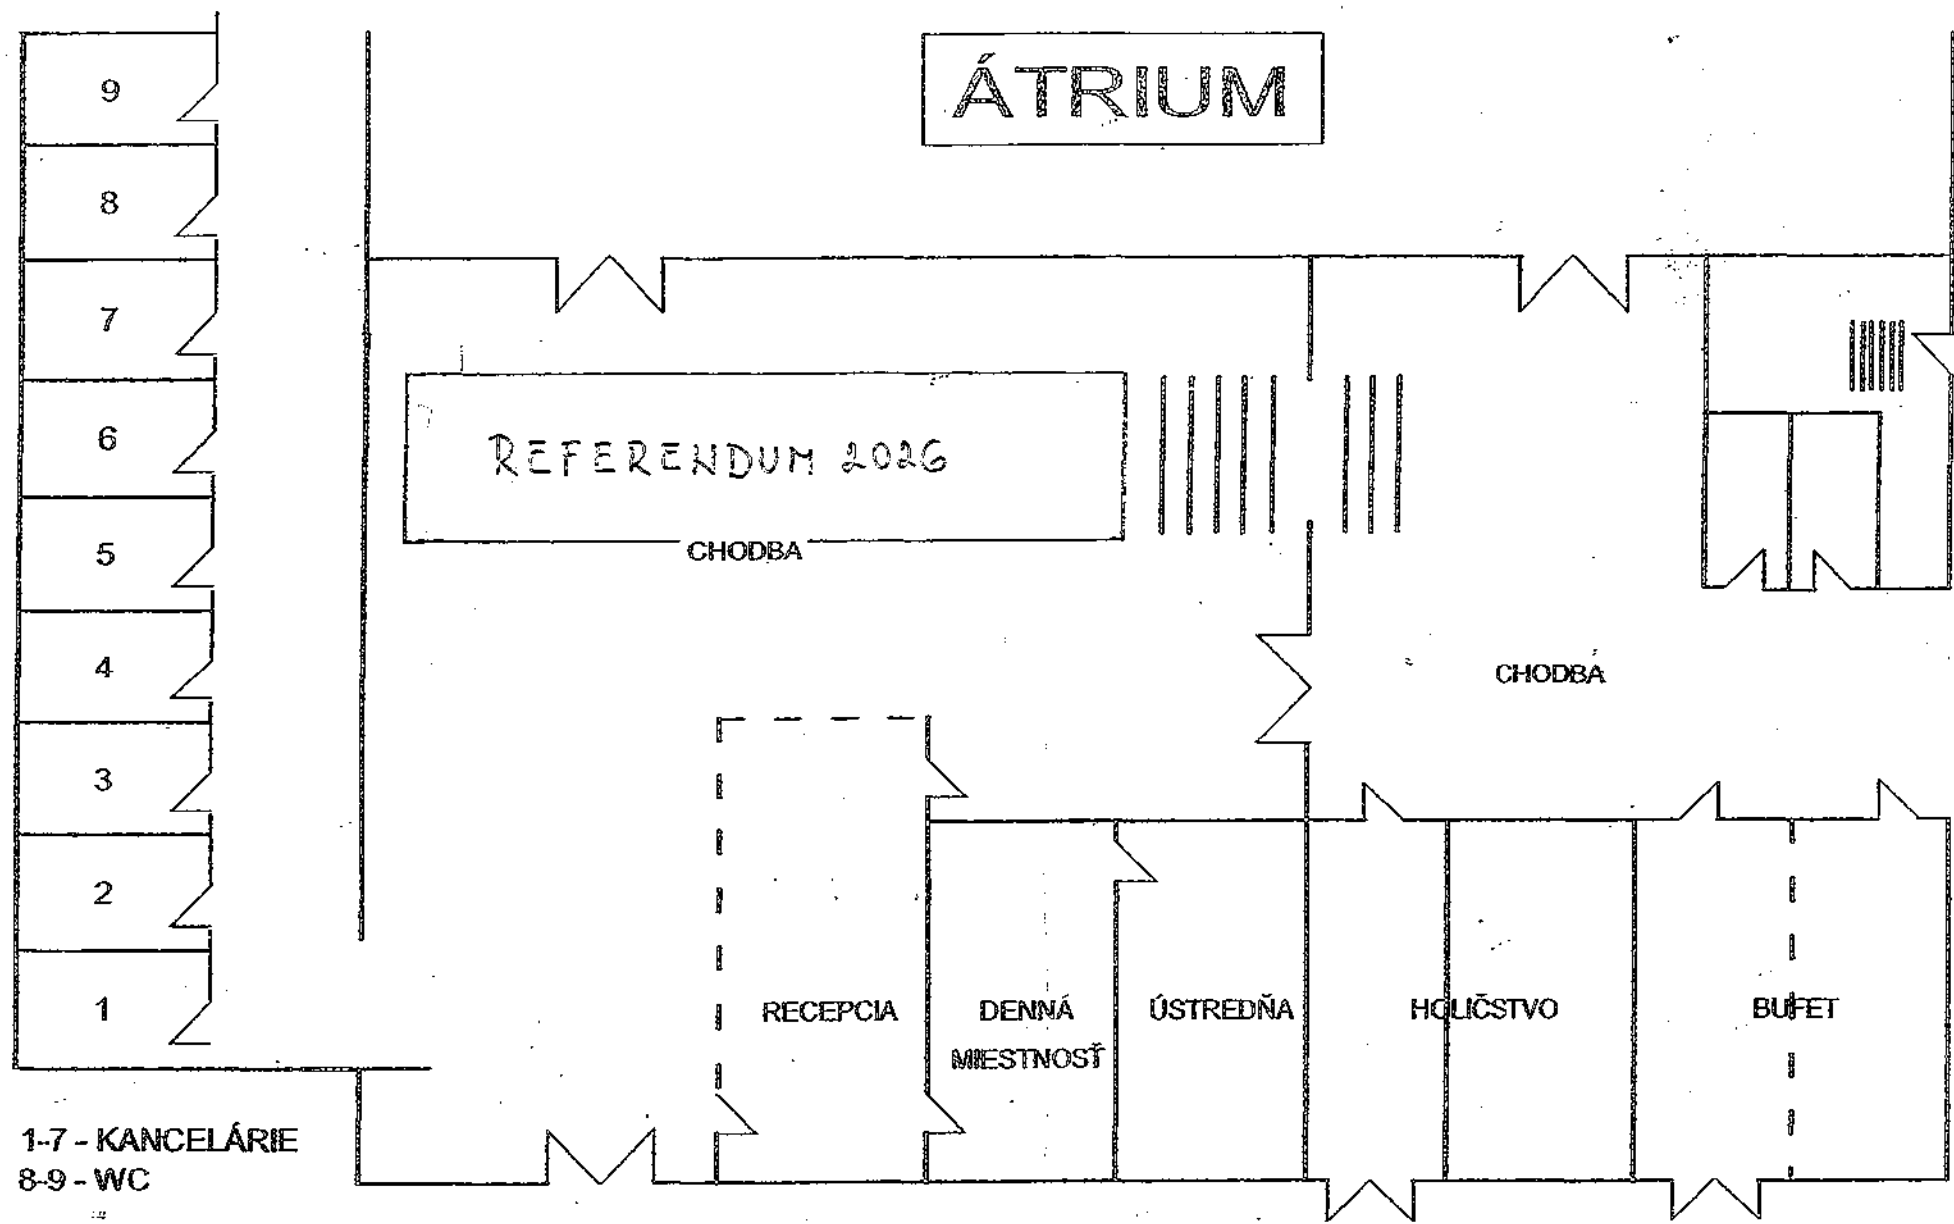 ÁTRIUM
9
8
7
6
5
4
3
2
1
REFERENDUM 2026
CHODBA
CHODBA
RECEPCIA
DENNÁ
MIESTNOSŤ
ÚSTREDŇA
HOLIČSTVO
BUFET
1-7 - KANCELÁRIE
8-9 - WC